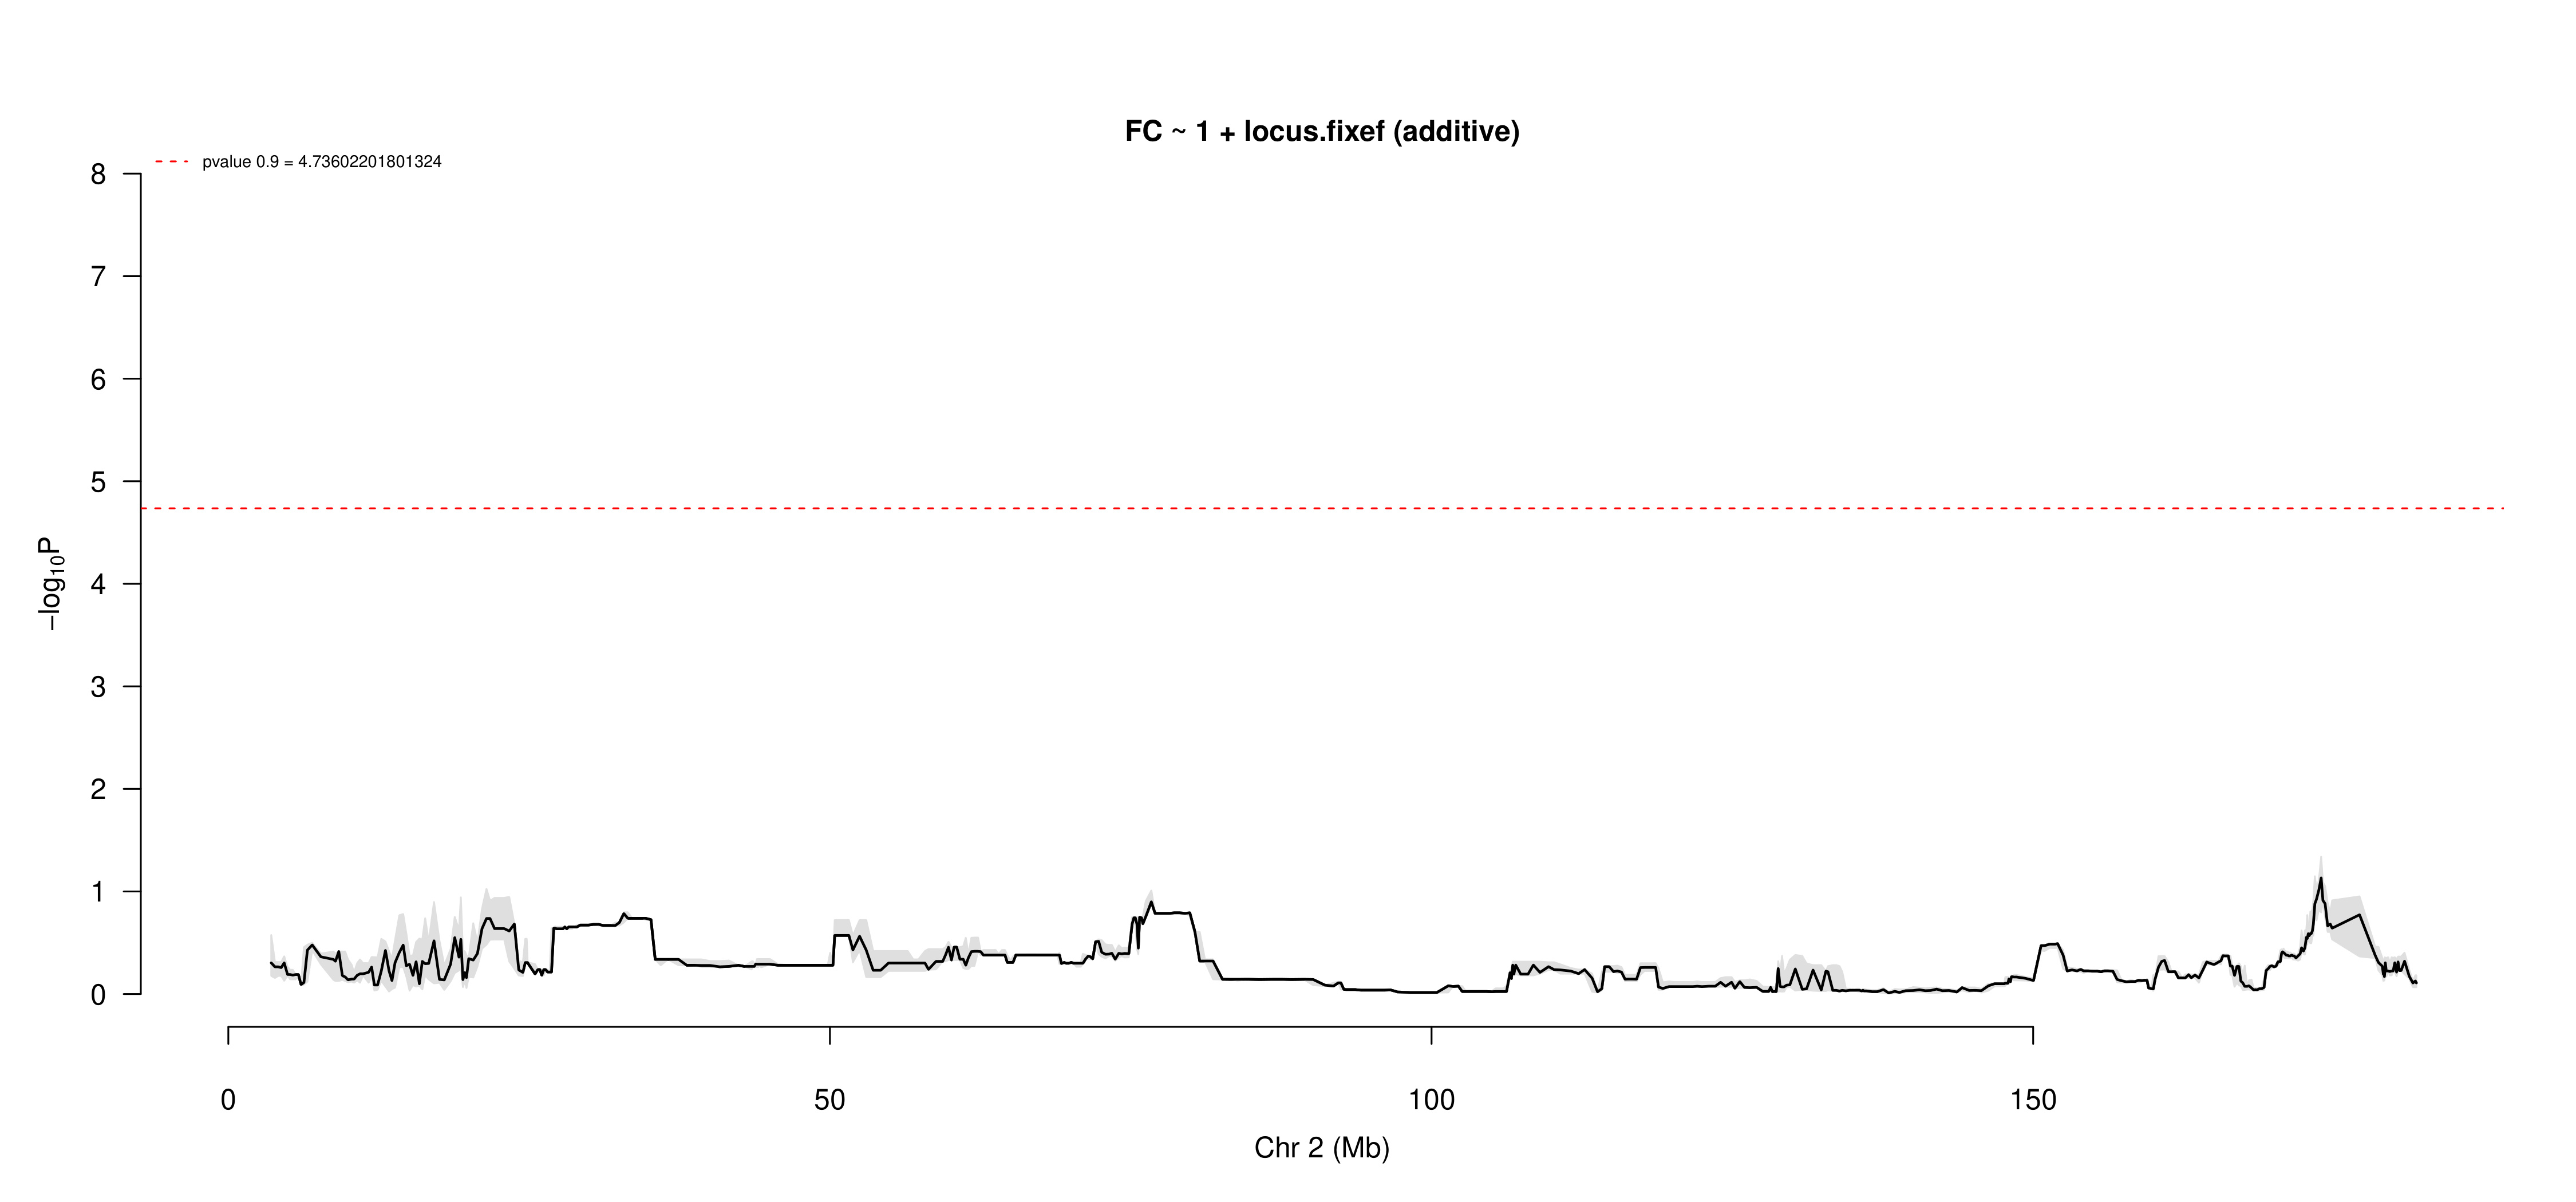 FC ~ 1 + locus.fixef (additive)
pvalue 0.9 = 4.73602201801324
8
7
6
5
4
3
2
1
0
−log10P
0 50 100 150
Chr 2 (Mb)